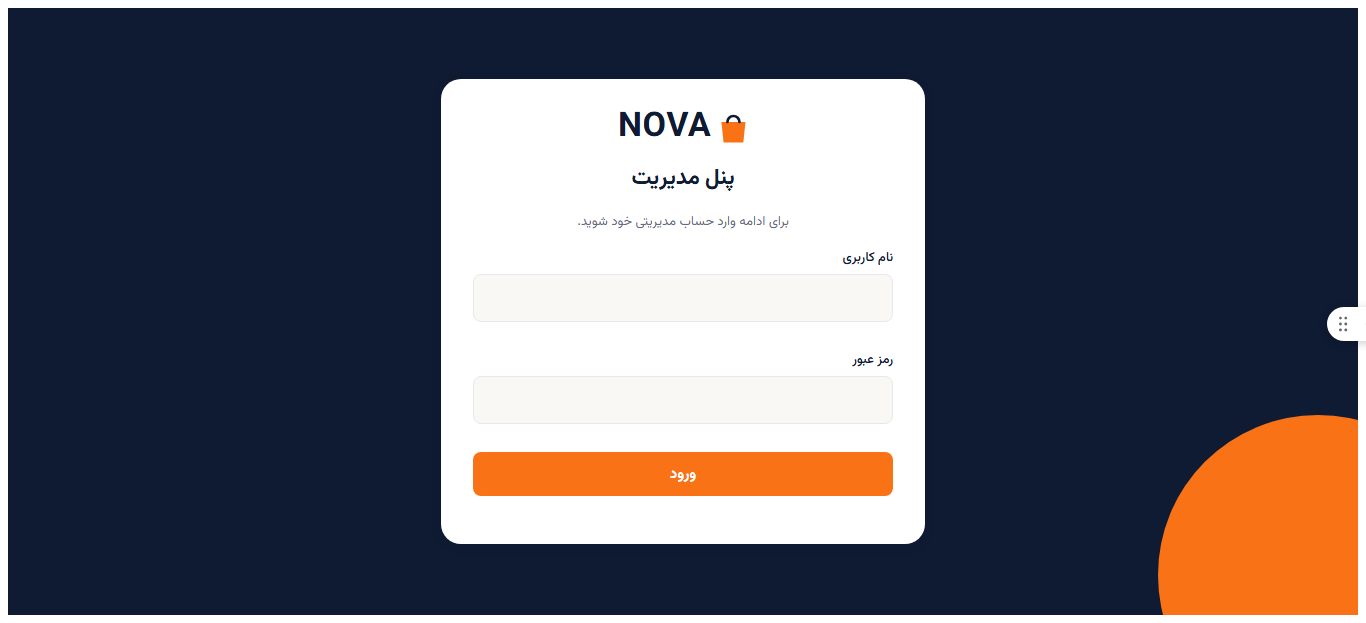 NOVA
پنل مدیریت
برای ادامه وارد حساب مدیریتی خود شوید.
نام کاربری
رمز عبور
ورود